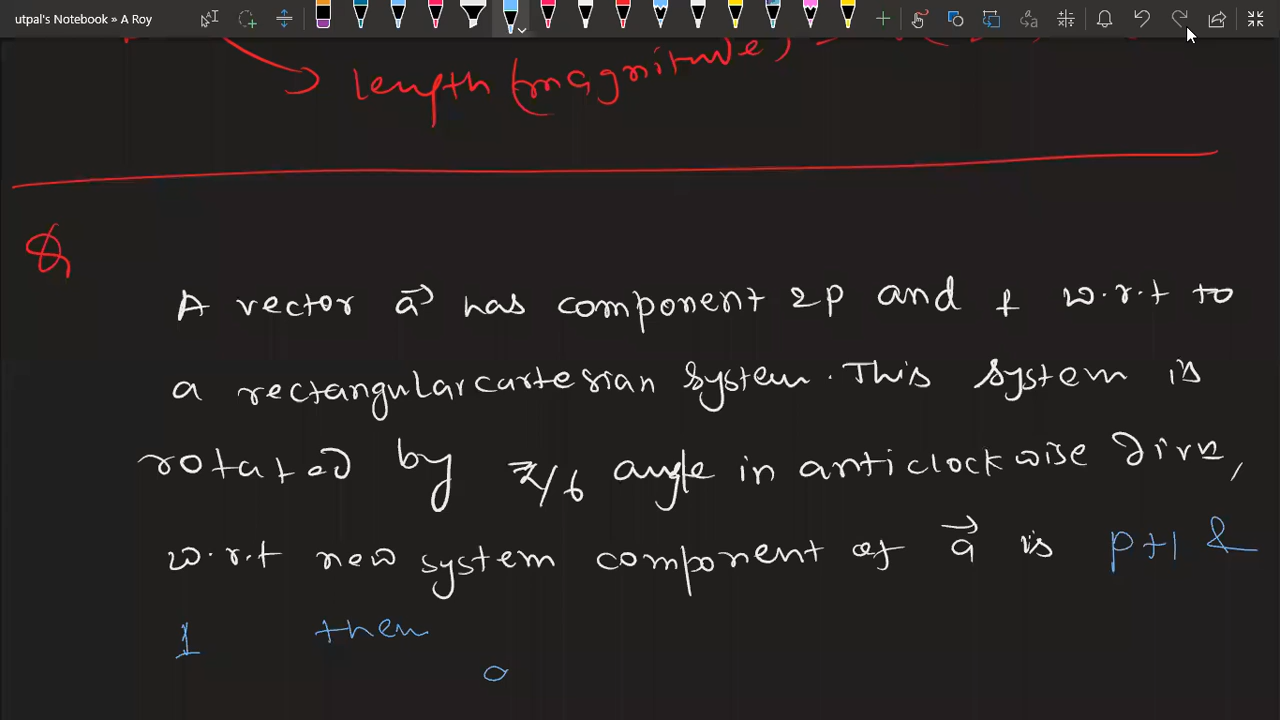 utpal's Notebook » A Roy
length (magnitude) =
Q
A vector a⃗ has component 2p and 1 w.r.t to
a rectangular cartesian system. This system is
rotated by π/6 angle in anticlockwise dirn,
w.r.t new system component of a⃗ is p+1 &
1 then